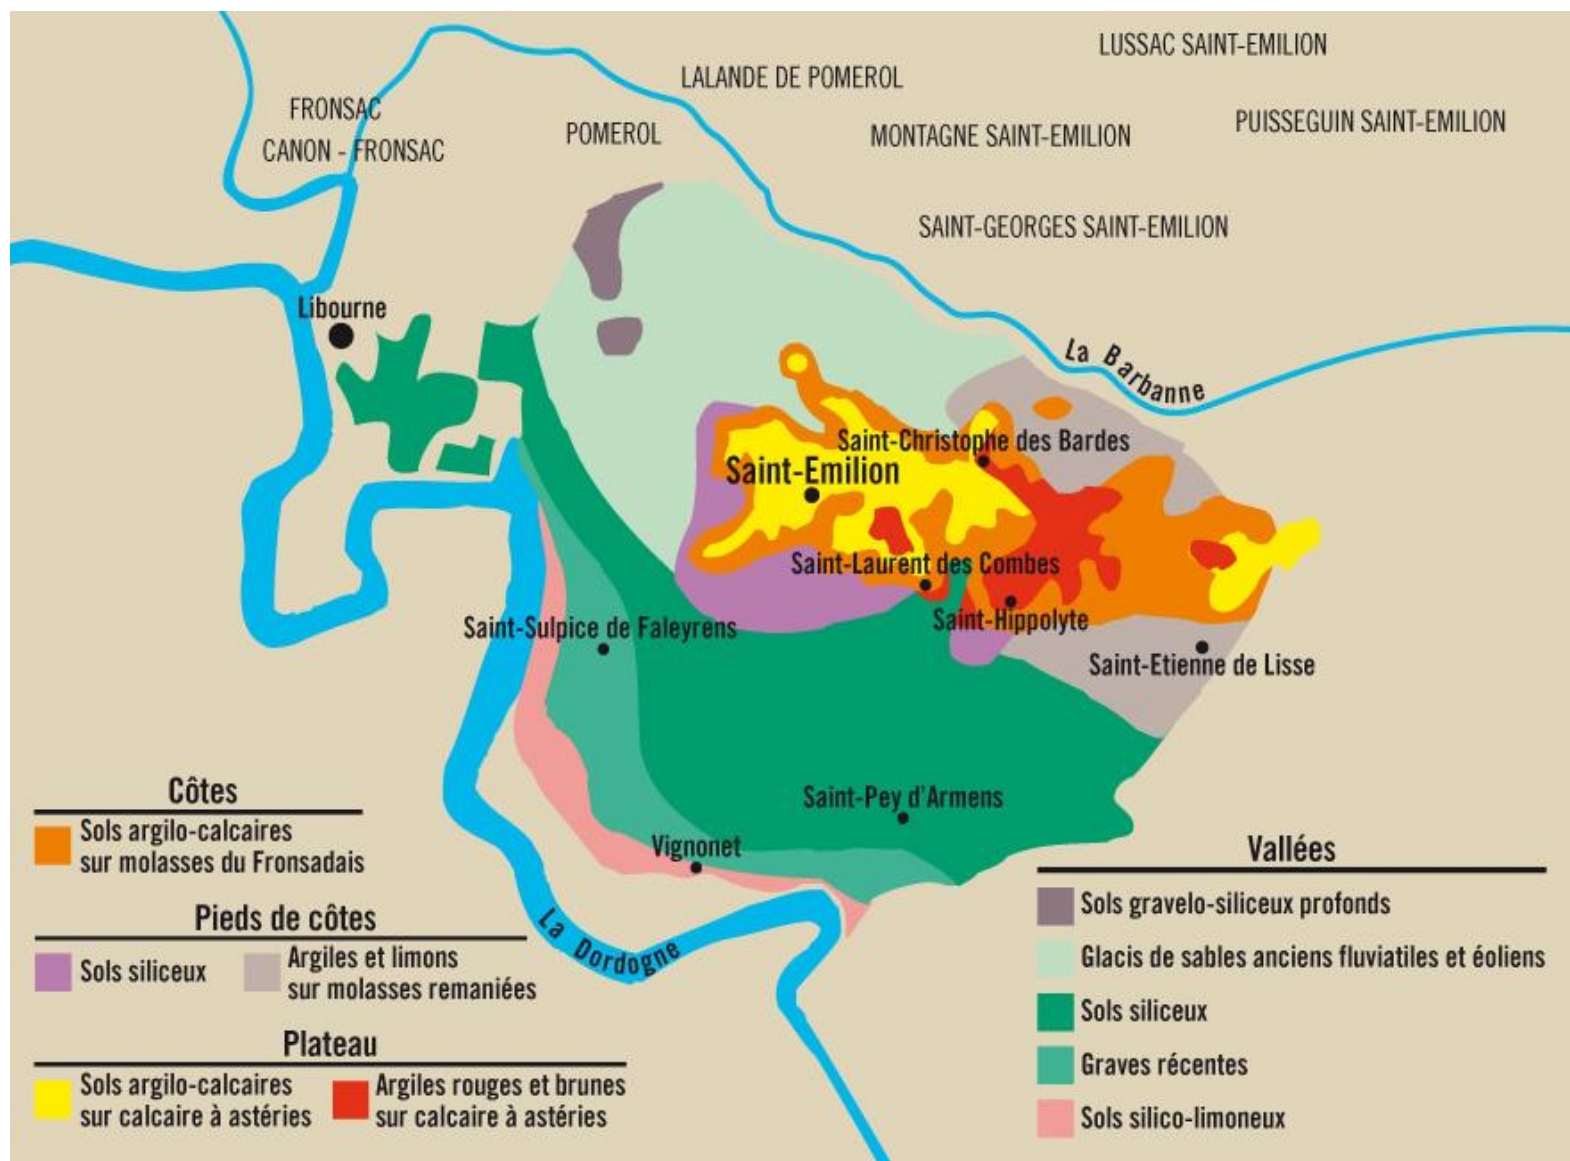 LUSSAC SAINT-EMILION
LALANDE DE POMEROL
FRONSAC
PUISSEGUIN SAINT-EMILION
POMEROL
MONTAGNE SAINT-EMILION
CANON - FRONSAC
SAINT-GEORGES SAINT-EMILION
Libourne
La Barbanne
Saint-Christophe des Bardes
Saint-Emilion
Saint-Laurent des Combes
Saint-Hippolyte
Saint-Sulpice de Faleyrens
Saint-Etienne de Lisse
Saint-Pey d'Armens
Vignonet
La Dordogne
Côtes
Sols argilo-calcaires
sur molasses du Fronsadais
Pieds de côtes
Sols siliceux
Argiles et limons
sur molasses remaniées
Plateau
Sols argilo-calcaires
sur calcaire à astéries
Argiles rouges et brunes
sur calcaire à astéries
Vallées
Sols gravelo-siliceux profonds
Glacis de sables anciens fluviatiles et éoliens
Sols siliceux
Graves récentes
Sols silico-limoneux